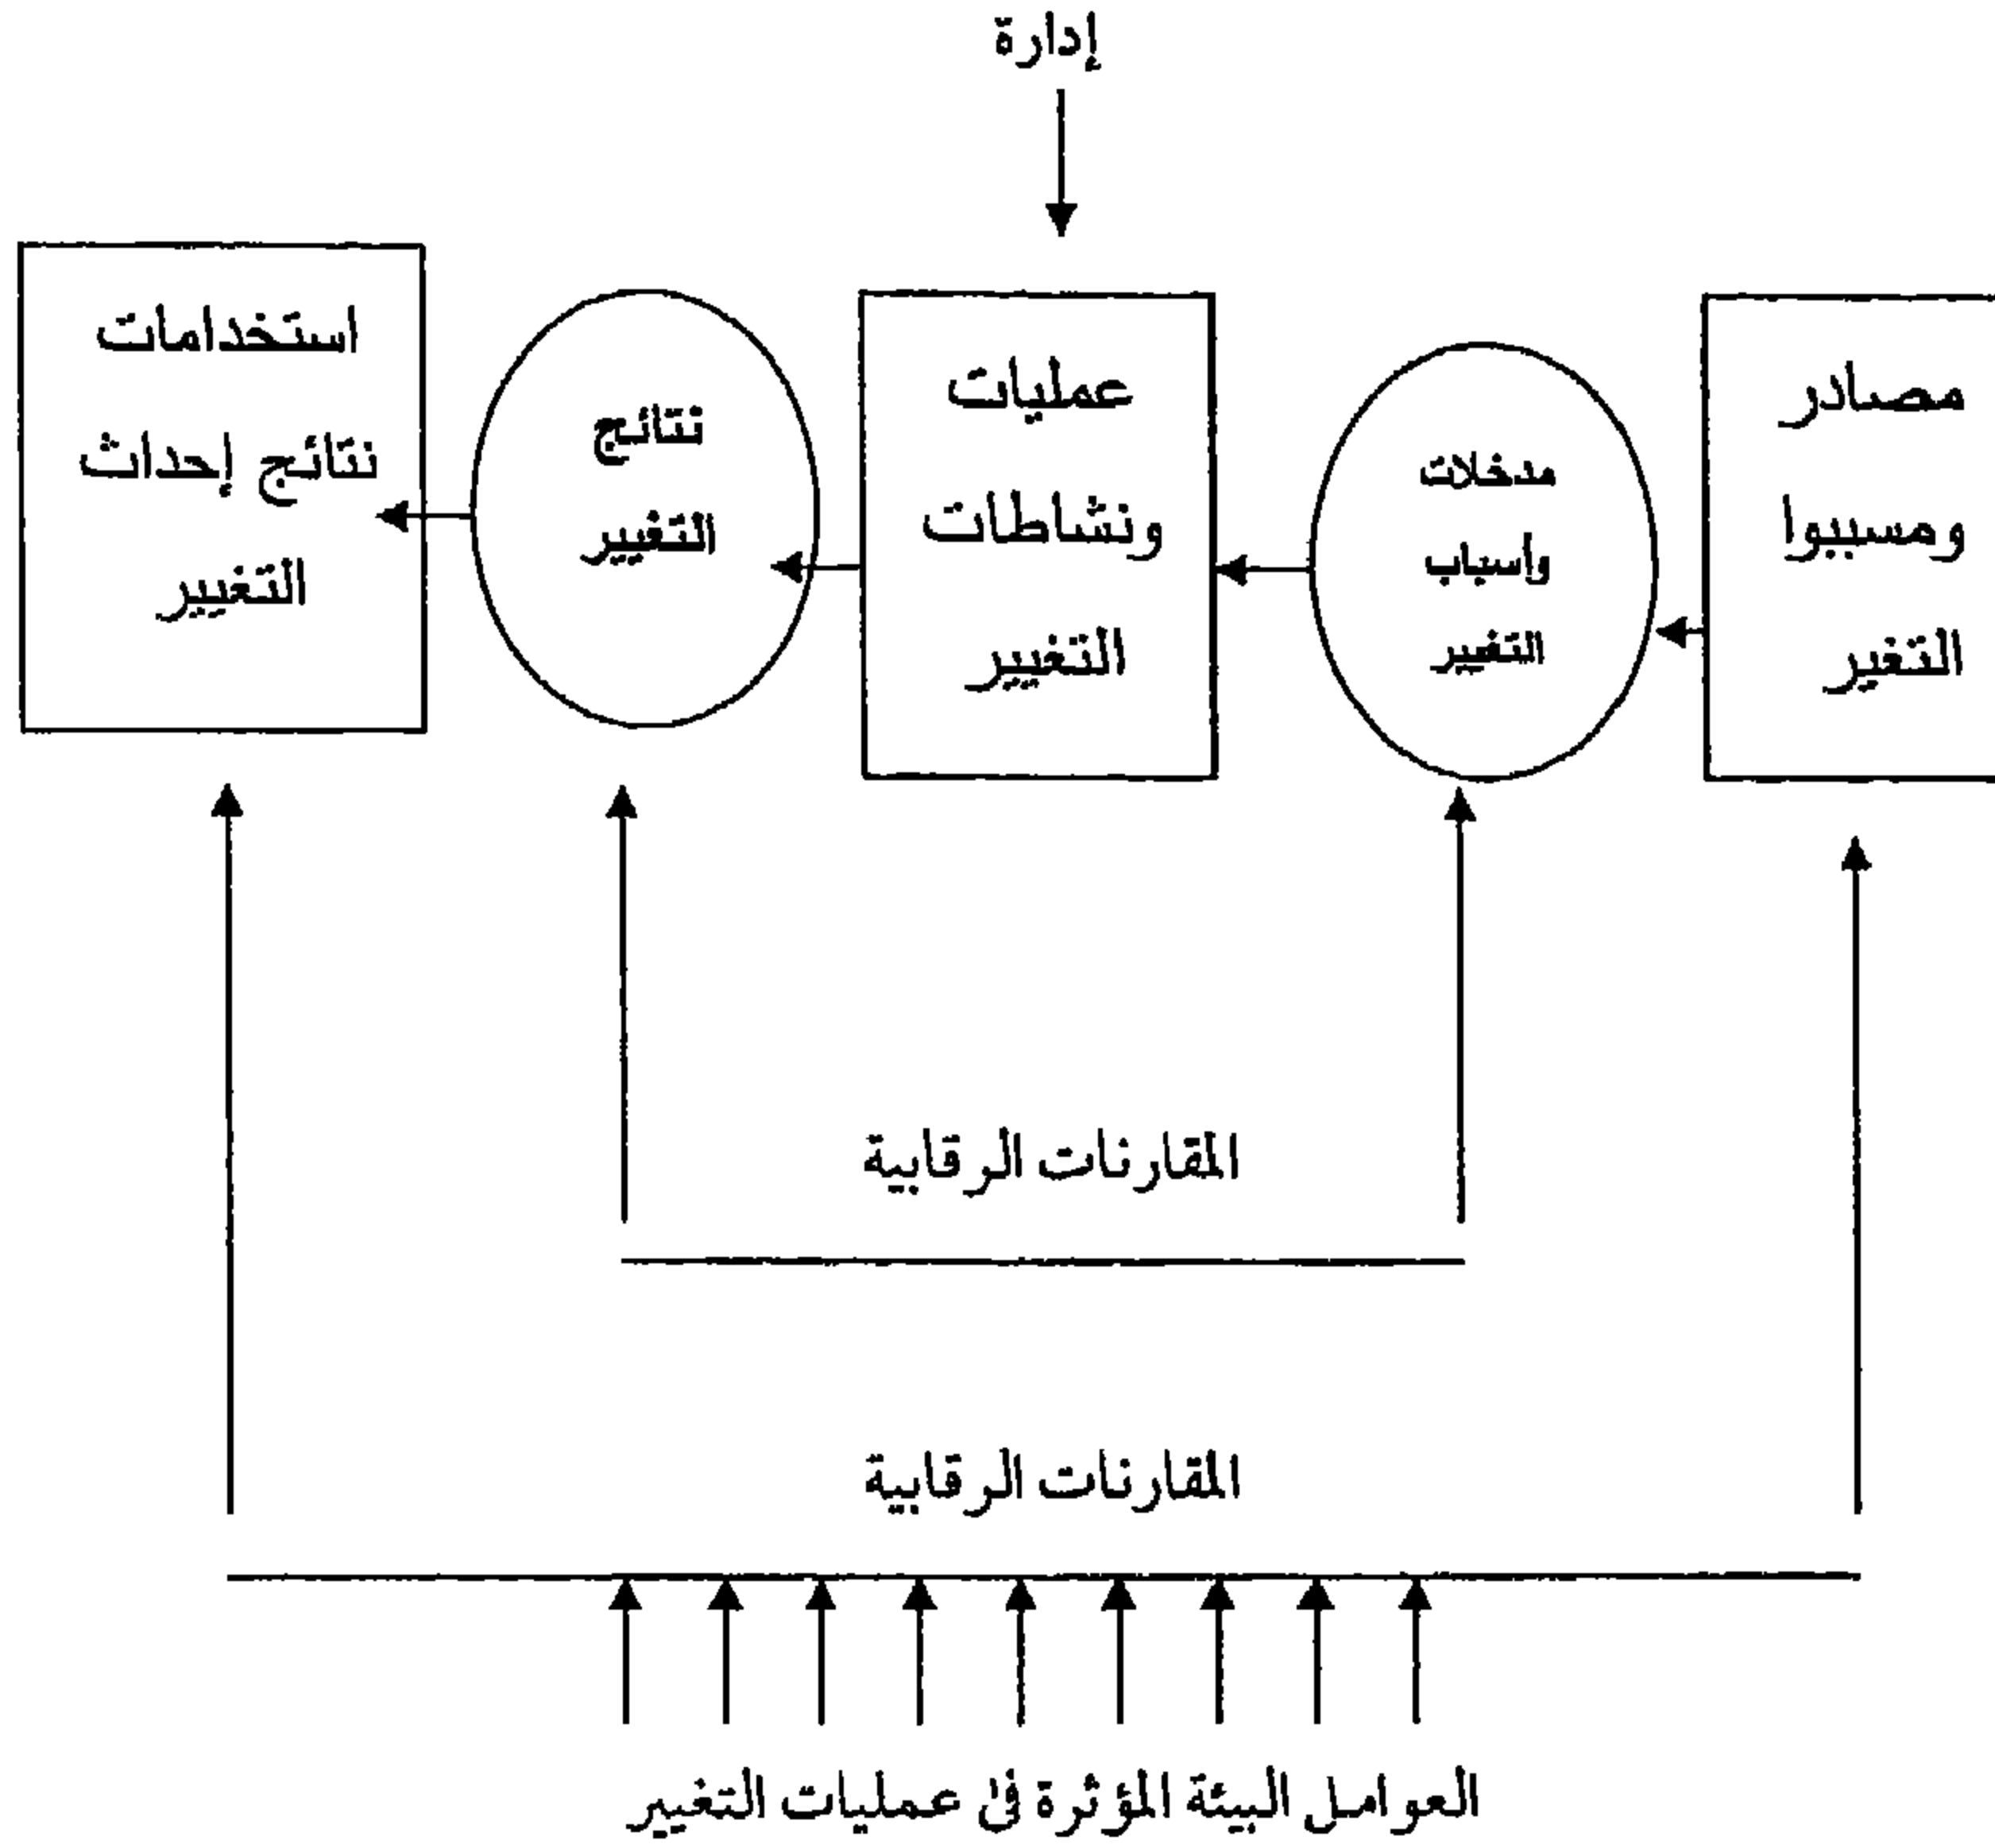 إدارة
مصادر
ومسببوا
التغير
مدخلات
واسباب
التغيير
عمليات
ونشاطات
التغيير
نتائج
التغيير
استخدامات
نتائج إحداث
التغيير
المقارنات الرقابية
المقارنات الرقابية
العوامل البيئة المؤثرة في عمليات التغيير